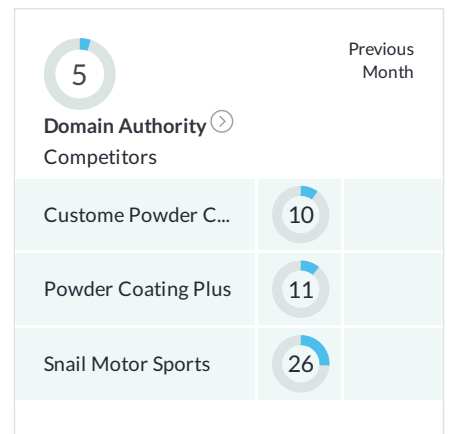 5
Previous
Month
Domain Authority
Competitors
Custome Powder C... 10
Powder Coating Plus 11
Snail Motor Sports 26